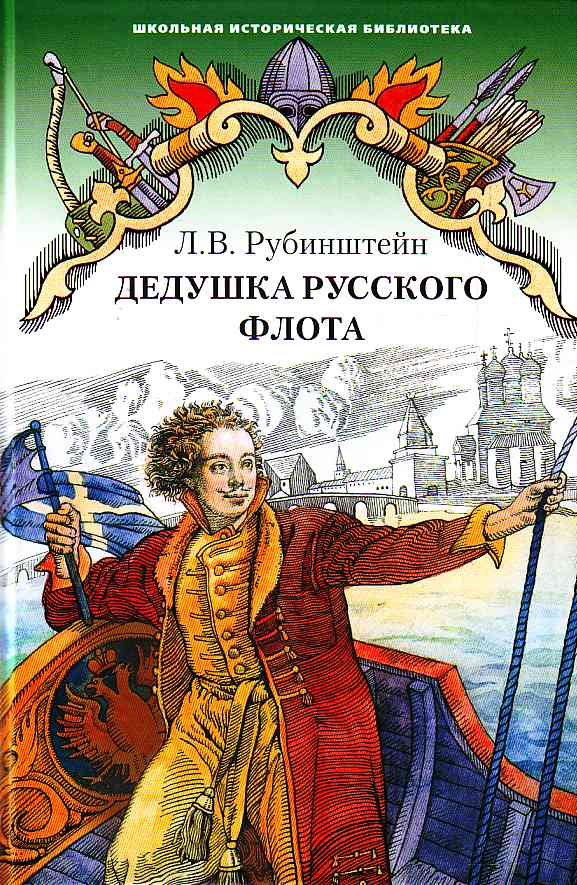 ШКОЛЬНАЯ ИСТОРИЧЕСКАЯ БИБЛИОТЕКА
Л.В. Рубинштейн
ДЕДУШКА РУССКОГО
ФЛОТА